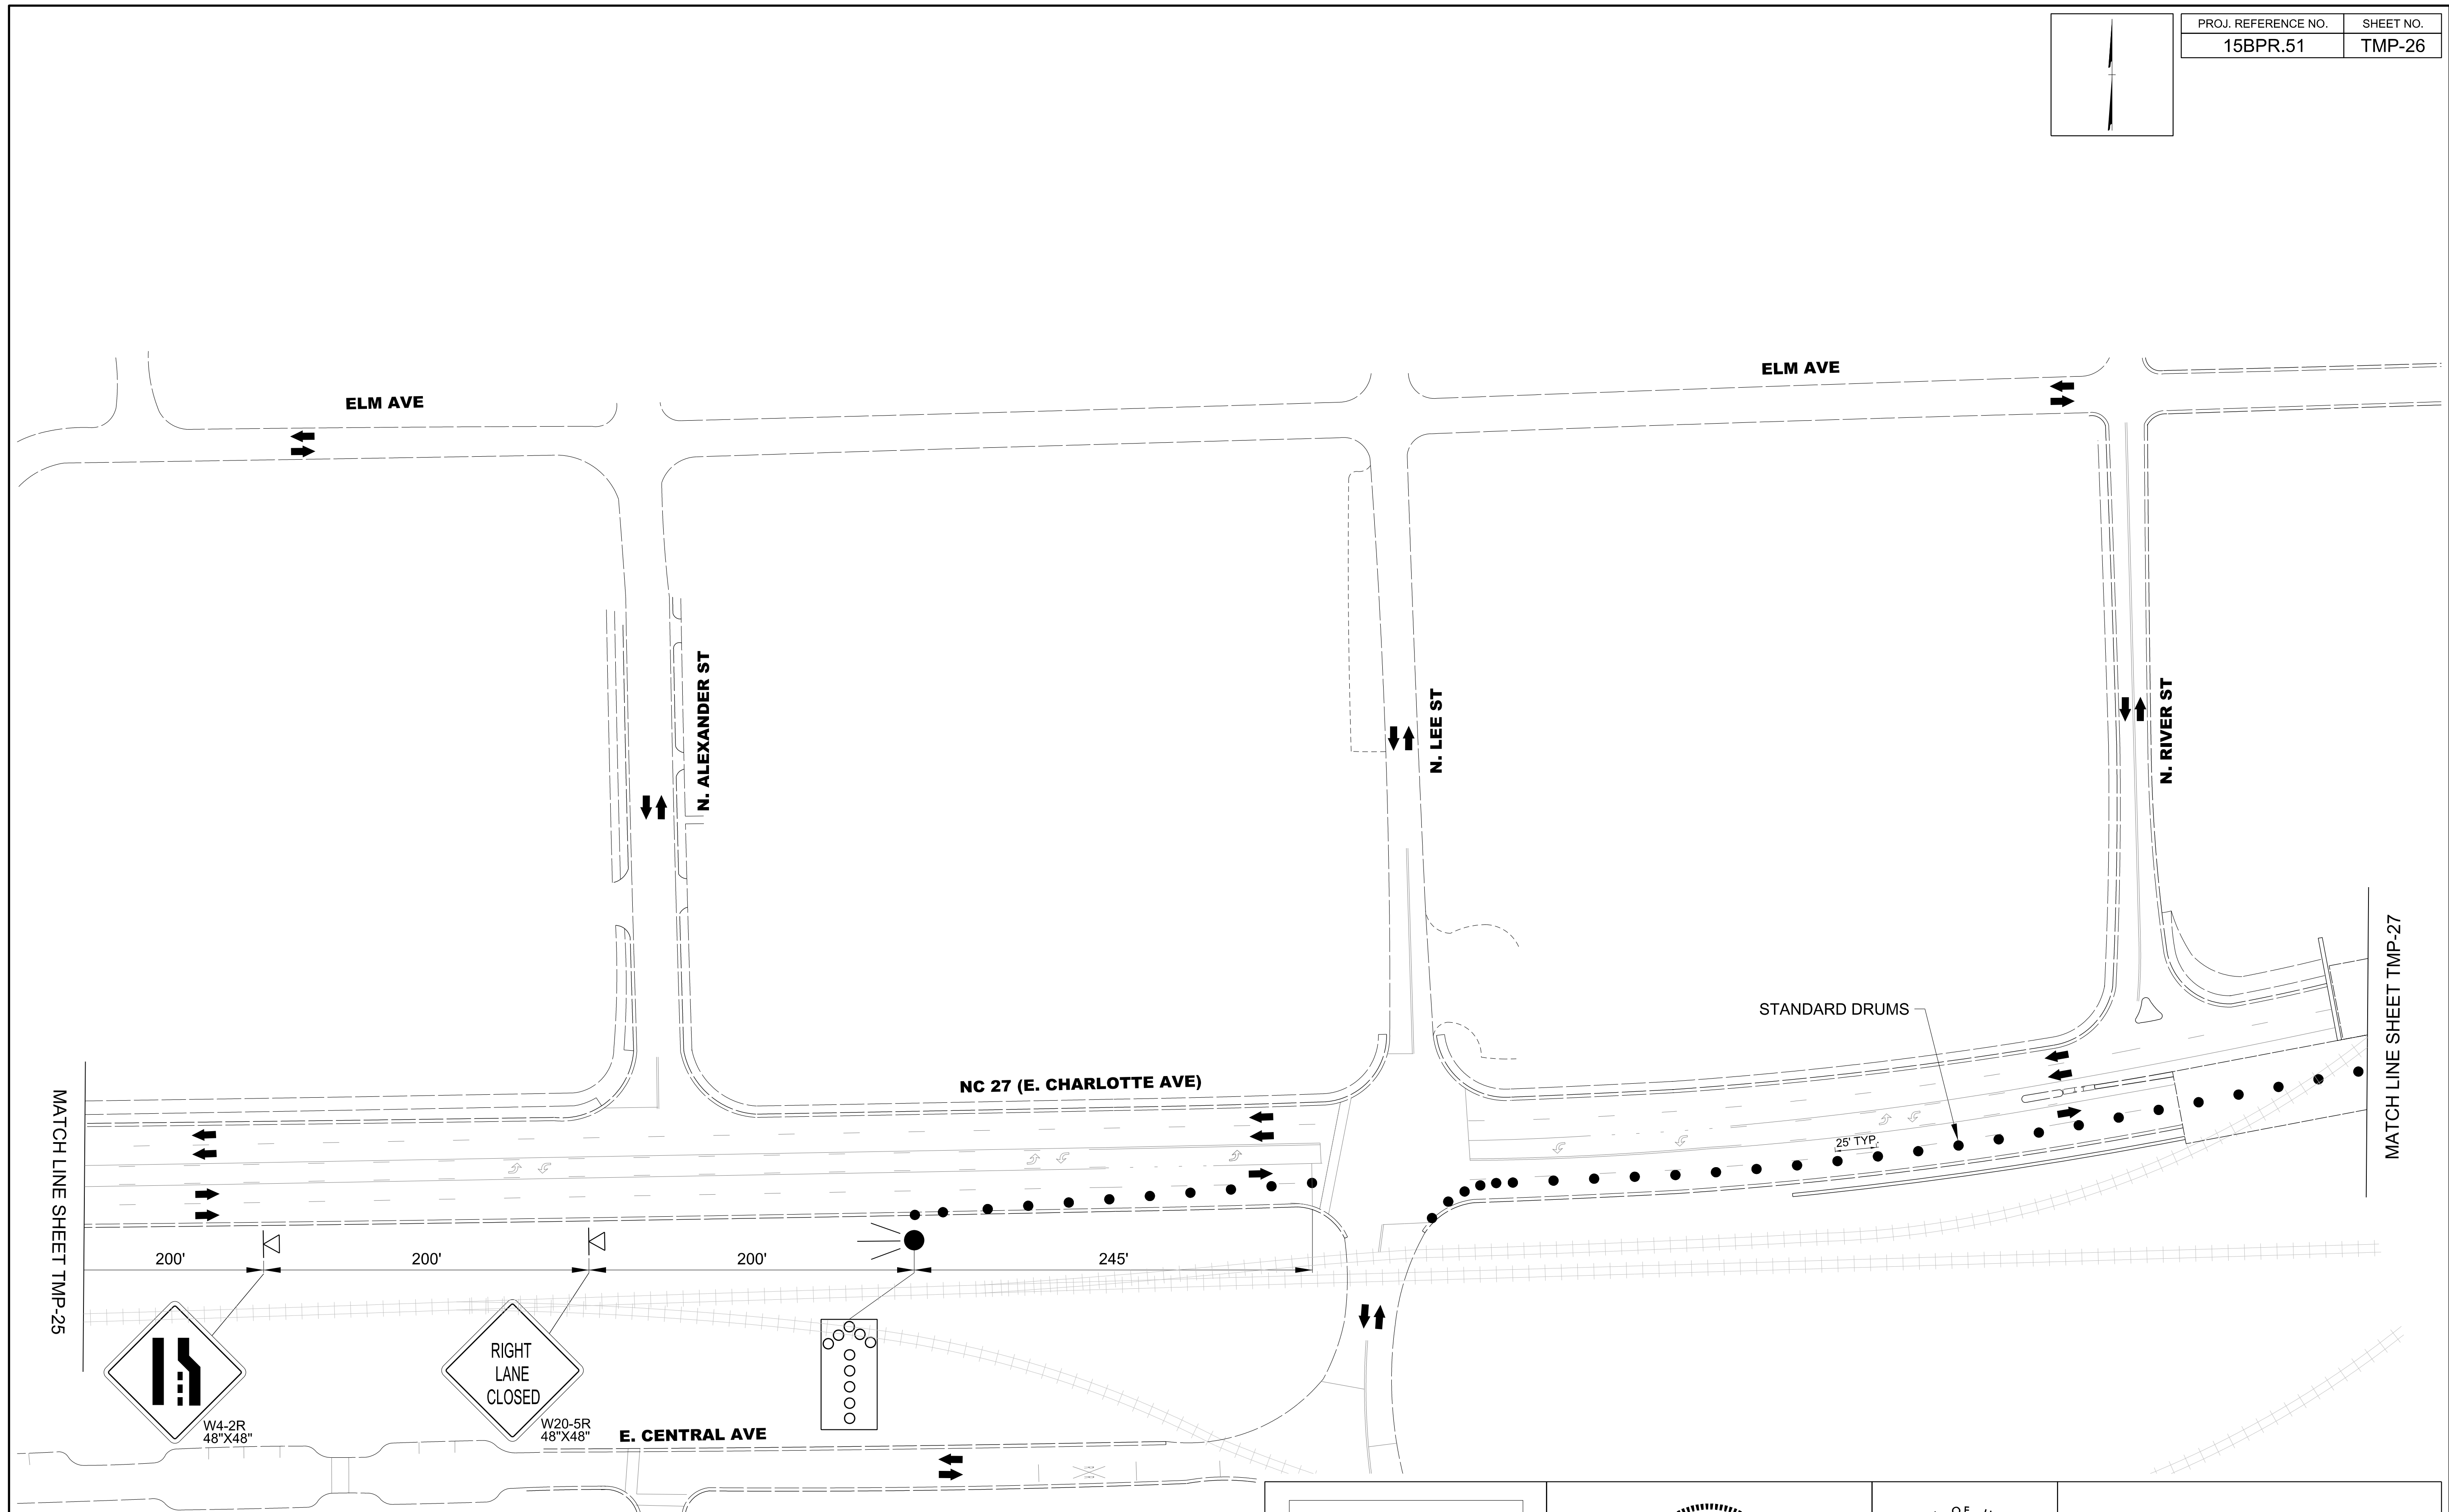 PROJ. REFERENCE NO. SHEET NO.
15BPR.51 TMP-26
ELM AVE
ELM AVE
N. ALEXANDER ST
N. LEE ST
N. RIVER ST
MATCH LINE SHEET TMP-27
STANDARD DRUMS
NC 27 (E. CHARLOTTE AVE)
25' TYP.
MATCH LINE SHEET TMP-25
200' 200' 200' 245'
RIGHT
LANE
CLOSED
W4-2R
48"X48"
W20-5R
48"X48"
E. CENTRAL AVE
OF